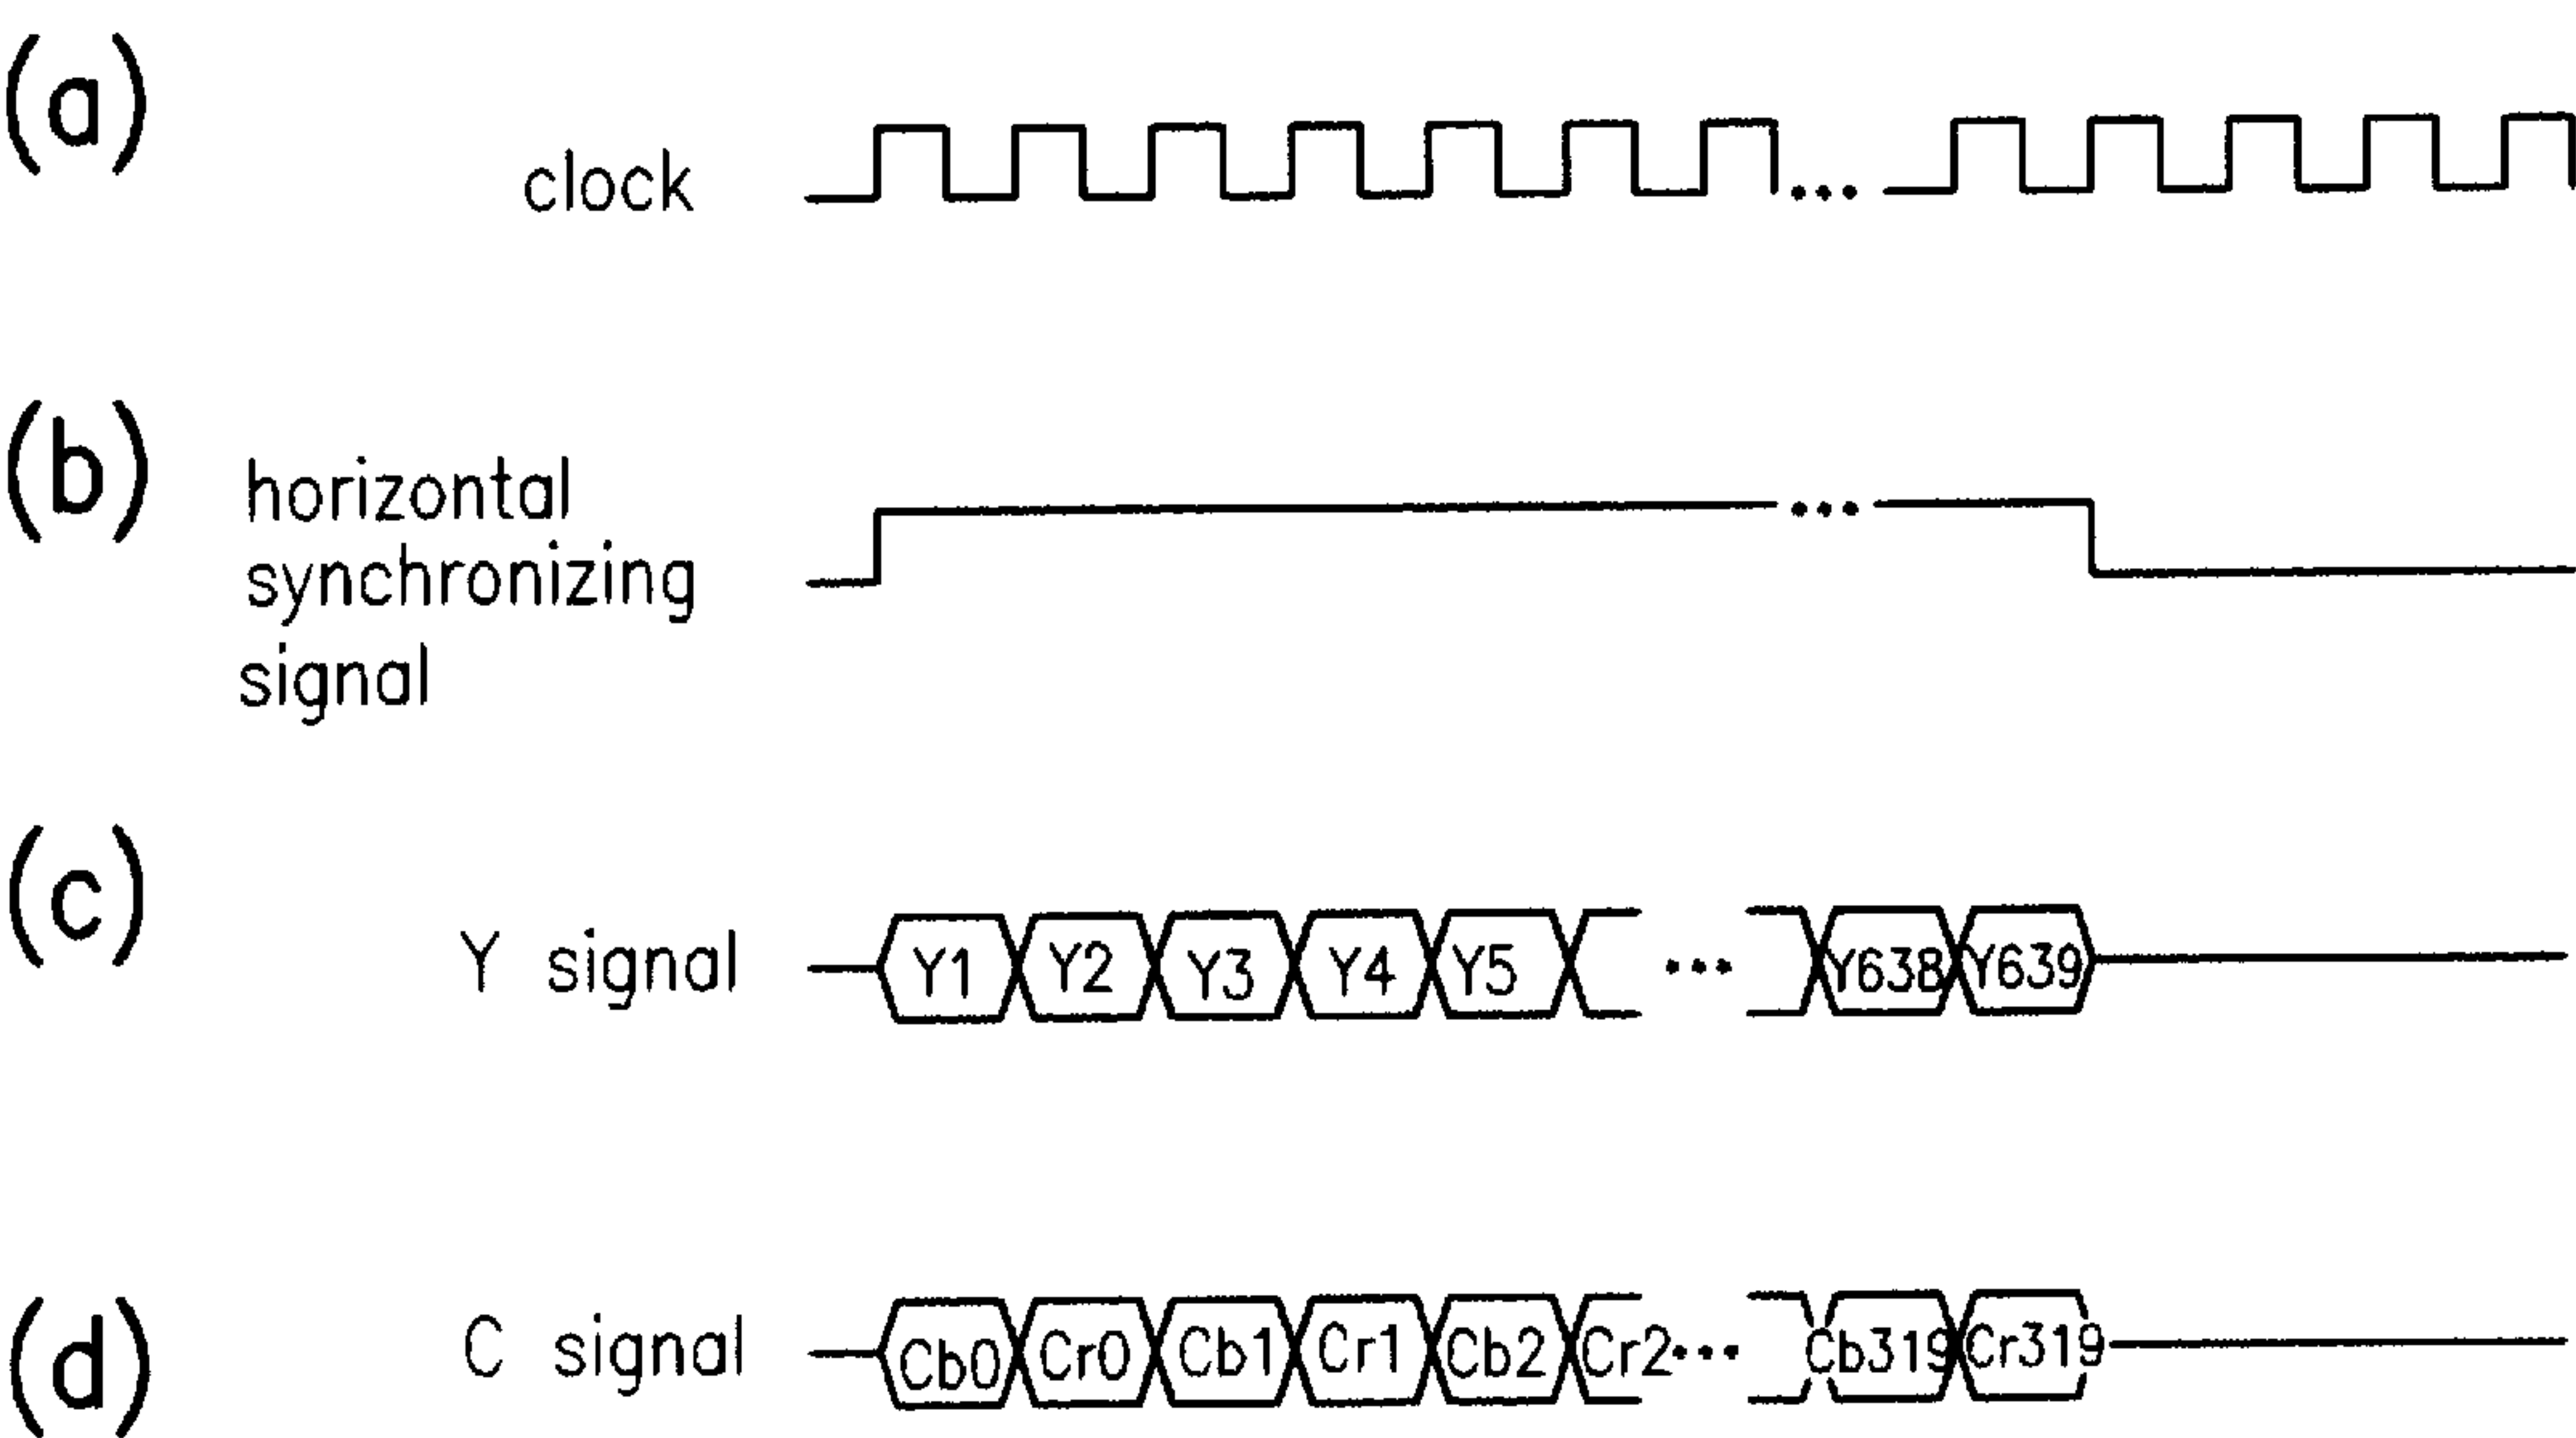 (a)
clock
(b)
horizontal
synchronizing
signal
(c)
Y signal Y1 Y2 Y3 Y4 Y5 ... Y638 Y639
(d)
C signal Cb0 Cr0 Cb1 Cr1 Cb2 Cr2 ... Cb319 Cr319